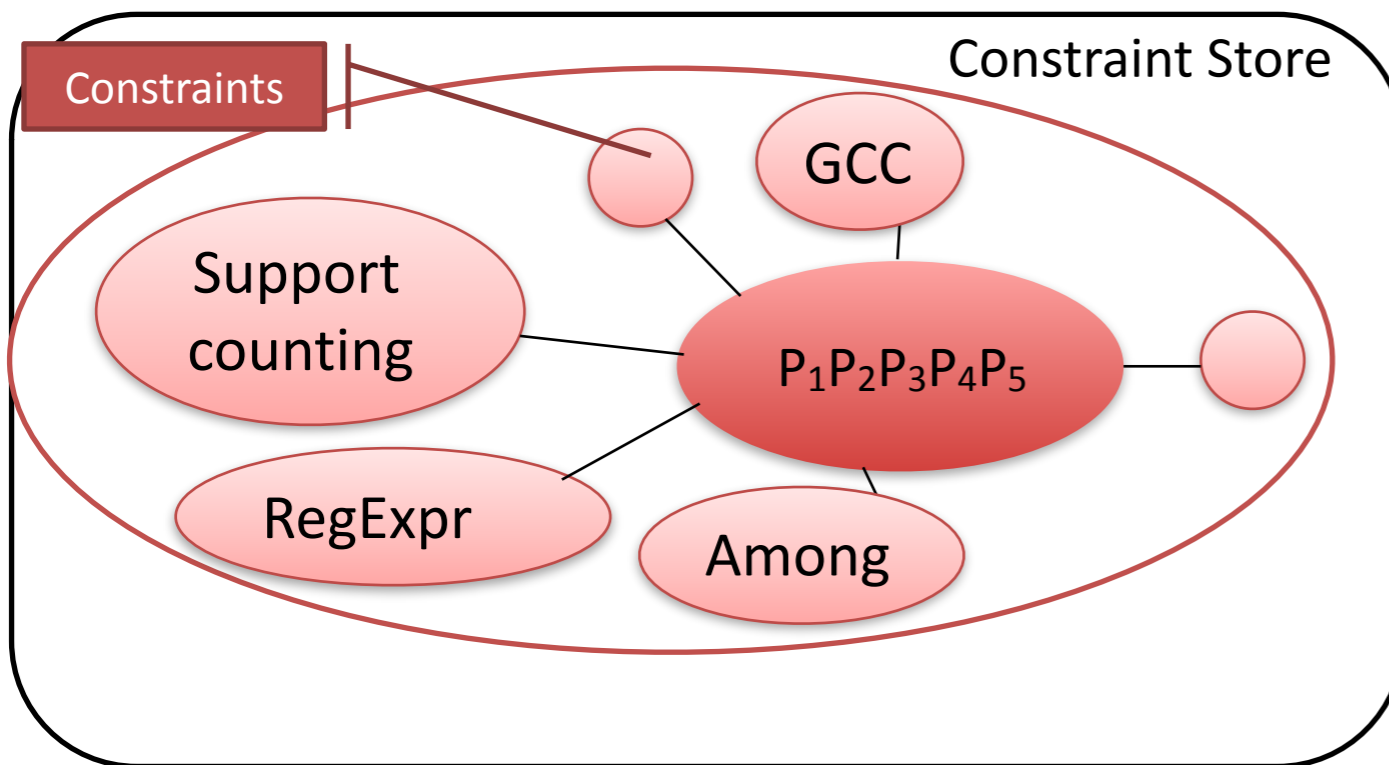 Constraint Store
Constraints
GCC
Support
counting
P₁P₂P₃P₄P₅
RegExpr
Among